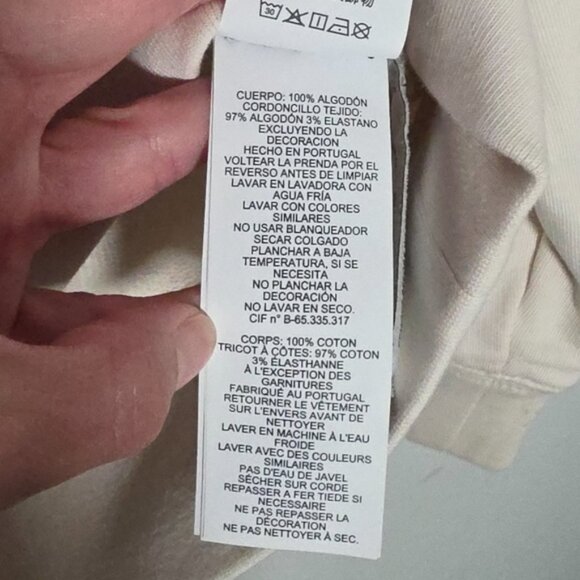 30
CUERPO: 100% ALGODÓN
CORDONCILLO TEJIDO:
97% ALGODÓN 3% ELASTANO
EXCLUYENDO LA
DECORACION
HECHO EN PORTUGAL
VOLTEAR LA PRENDA POR EL
REVERSO ANTES DE LIMPIAR
LAVAR EN LAVADORA CON
AGUA FRÍA
LAVAR CON COLORES
SIMILARES
NO USAR BLANQUEADOR
SECAR COLGADO
PLANCHAR A BAJA
TEMPERATURA, SI SE
NECESITA
NO PLANCHAR LA
DECORACIÓN
NO LAVAR EN SECO.
CIF nº B-65.335.317
CORPS: 100% COTON
TRICOT À CÔTES: 97% COTON
3% ÉLASTHANNE
À L'EXCEPTION DES
GARNITURES
FABRIQUÉ AU PORTUGAL
RETOURNER LE VÊTEMENT
SUR L'ENVERS AVANT DE
NETTOYER
LAVER EN MACHINE À L'EAU
FROIDE
LAVER AVEC DES COULEURS
SIMILAIRES
PAS D'EAU DE JAVEL
SÉCHER SUR CORDE
REPASSER A FER TIEDE SI
NECESSAIRE
NE PAS REPASSER LA
DÉCORATION
NE PAS NETTOYER À SEC.